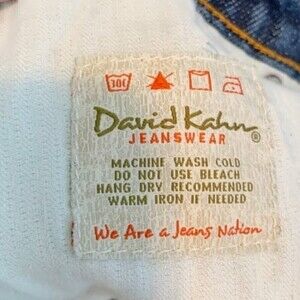 30C
David Kahn®
JEANSWEAR
MACHINE WASH COLD
DO NOT USE BLEACH
HANG DRY RECOMMENDED
WARM IRON IF NEEDED
We Are a Jeans Nation